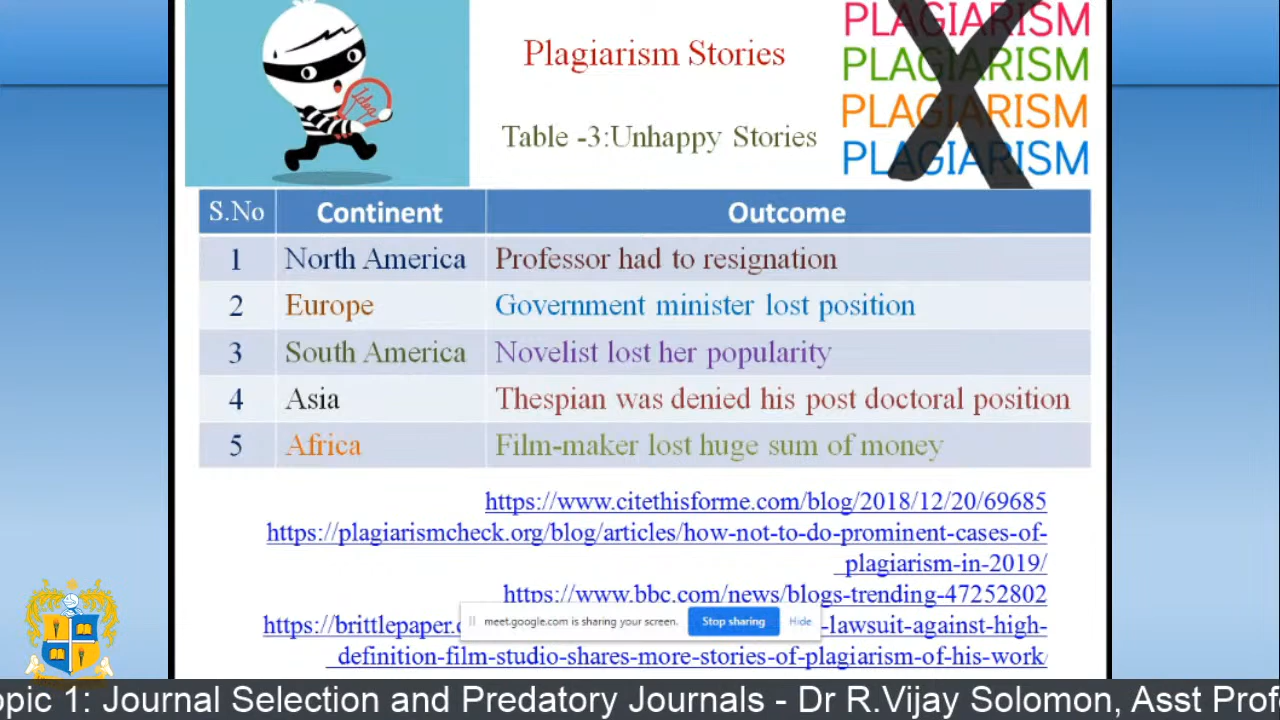 PLAGIARISM
PLAGIARISM
PLAGIARISM
PLAGIARISM
Idea
Plagiarism Stories
Table -3:Unhappy Stories
S.No Continent Outcome
1 North America Professor had to resignation
2 Europe Government minister lost position
3 South America Novelist lost her popularity
4 Asia Thespian was denied his post doctoral position
5 Africa Film-maker lost huge sum of money
https://www.citethisforme.com/blog/2018/12/20/69685
https://plagiarismcheck.org/blog/articles/how-not-to-do-prominent-cases-of-
plagiarism-in-2019/
https://www.bbc.com/news/blogs-trending-47252802
https://brittlepaper. -lawsuit-against-high-
definition-film-studio-shares-more-stories-of-plagiarism-of-his-work/
meet.google.com is sharing your screen. Stop sharing Hide
opic 1: Journal Selection and Predatory Journals - Dr R.Vijay Solomon, Asst Prof